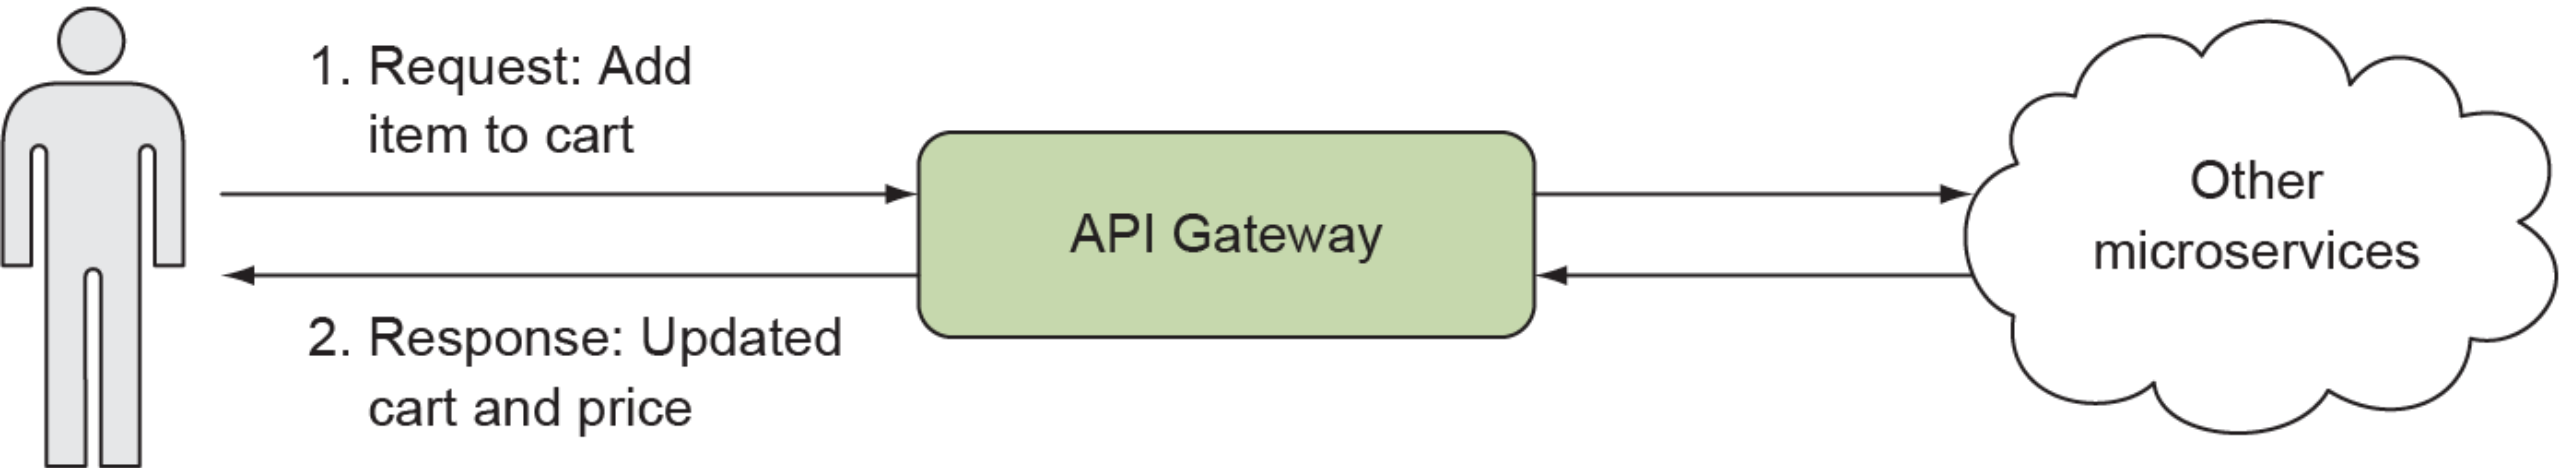 1. Request: Add
item to cart
2. Response: Updated
cart and price
API Gateway
Other
microservices